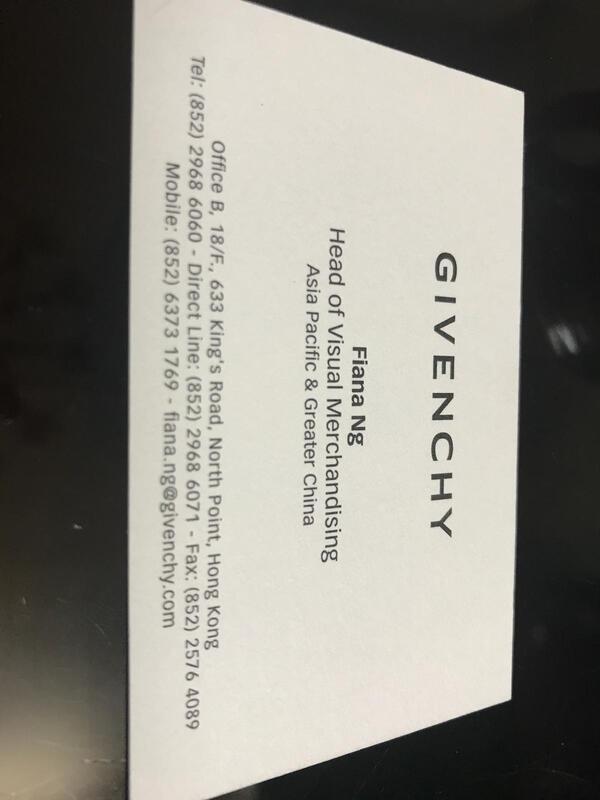 GIVENCHY
Fiana Ng
Head of Visual Merchandising
Asia Pacific & Greater China
Office B, 18/F., 633 King's Road, North Point, Hong Kong
Tel: (852) 2968 6060 - Direct Line: (852) 2968 6071 - Fax: (852) 2576 4089
Mobile: (852) 6373 1769 - fiana.ng@givenchy.com